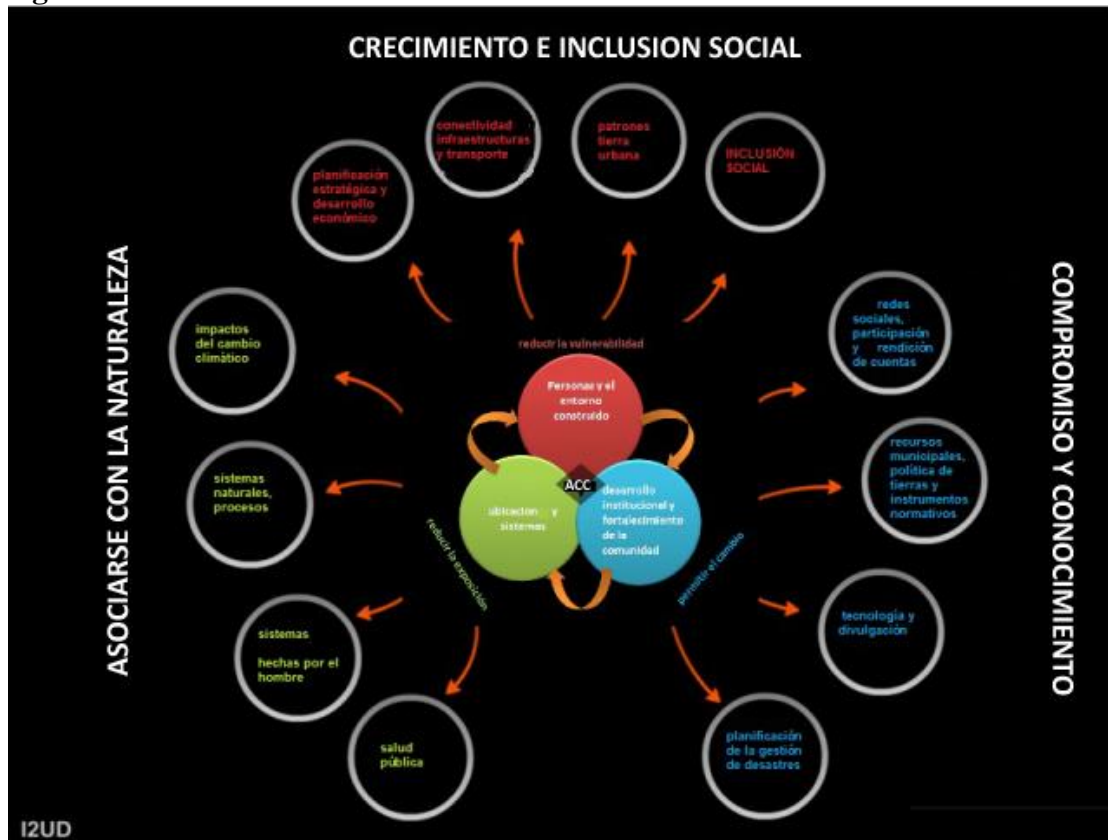 CRECIMIENTO E INCLUSION SOCIAL
conectividad
infraestructuras
y transporte
patrones
tierra
urbana
INCLUSIÓN
SOCIAL
planificación
estratégica y
desarrollo
económico
ASOCIARSE CON LA NATURALEZA
COMPROMISO Y CONOCIMIENTO
impactos
del cambio
climático
redes
sociales,
participación
y rendición
de cuentas
reducir la vulnerabilidad
Personas y el
entorno
construido
ACC
ubicacion y
sistemas
desarrollo
institucional y
fortalecimiento
de la
comunidad
sistemas
naturales,
procesos
recursos
municipales,
política de
tierras y
instrumentos
normativos
reducir la exposición
permitir el cambio
sistemas
hechas por el
hombre
tecnología y
divulgación
salud
pública
planificación
de la gestión
de desastres
I2UD